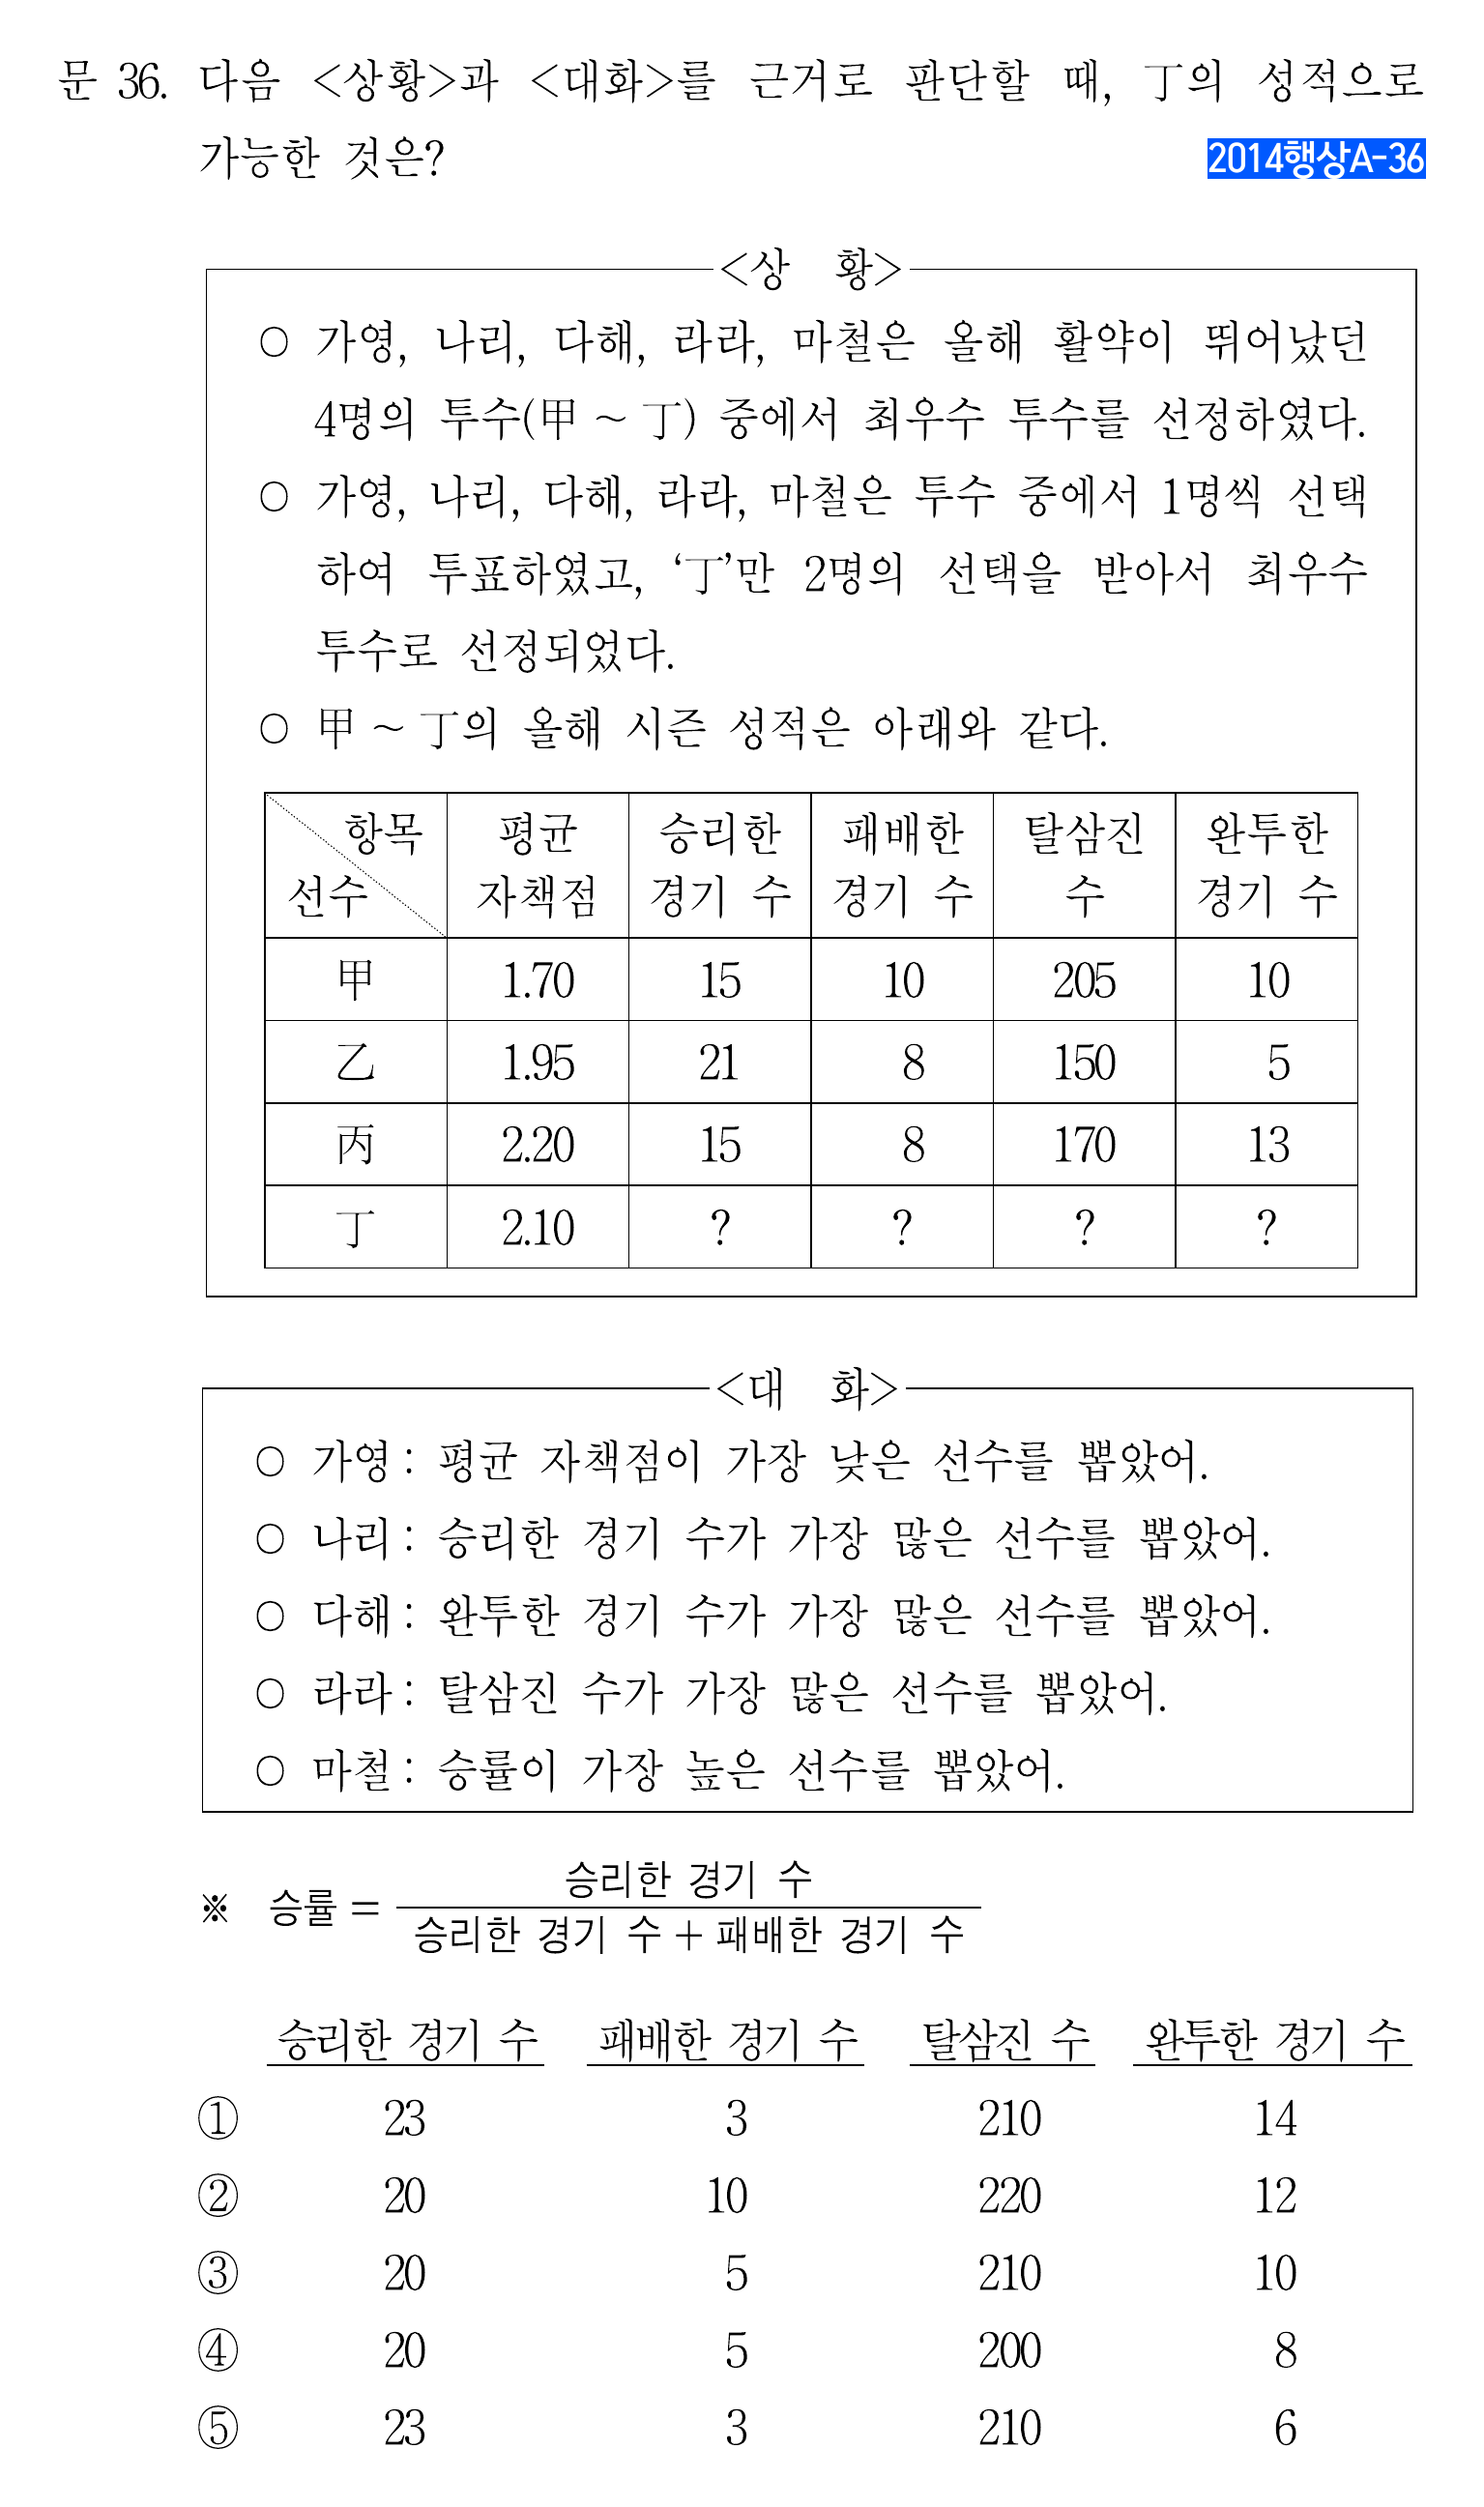 문 36. 다음 <상황>과 <대화>를 근거로 판단할 때, 丁의 성적으로
가능한 것은?
2014행상A-36
<상 황>
○ 가영, 나리, 다해, 라라, 마철은 올해 활약이 뛰어났던
4명의 투수(甲 ~ 丁) 중에서 최우수 투수를 선정하였다.
○ 가영, 나리, 다해, 라라, 마철은 투수 중에서 1명씩 선택
하여 투표하였고, ‘丁’만 2명의 선택을 받아서 최우수
투수로 선정되었다.
○ 甲 ~ 丁의 올해 시즌 성적은 아래와 같다.
항목 평균 승리한 패배한 탈삼진 완투한
선수 자책점 경기 수 경기 수 수 경기 수
甲 1.70 15 10 205 10
乙 1.95 21 8 150 5
丙 2.20 15 8 170 13
丁 2.10 ? ? ? ?
<대 화>
○ 가영 : 평균 자책점이 가장 낮은 선수를 뽑았어.
○ 나리 : 승리한 경기 수가 가장 많은 선수를 뽑았어.
○ 다해 : 완투한 경기 수가 가장 많은 선수를 뽑았어.
○ 라라 : 탈삼진 수가 가장 많은 선수를 뽑았어.
○ 마철 : 승률이 가장 높은 선수를 뽑았어.
승리한 경기 수
※ 승률 =
승리한 경기 수 + 패배한 경기 수
승리한 경기 수 패배한 경기 수 탈삼진 수 완투한 경기 수
① 23 3 210 14
② 20 10 220 12
③ 20 5 210 10
④ 20 5 200 8
⑤ 23 3 210 6